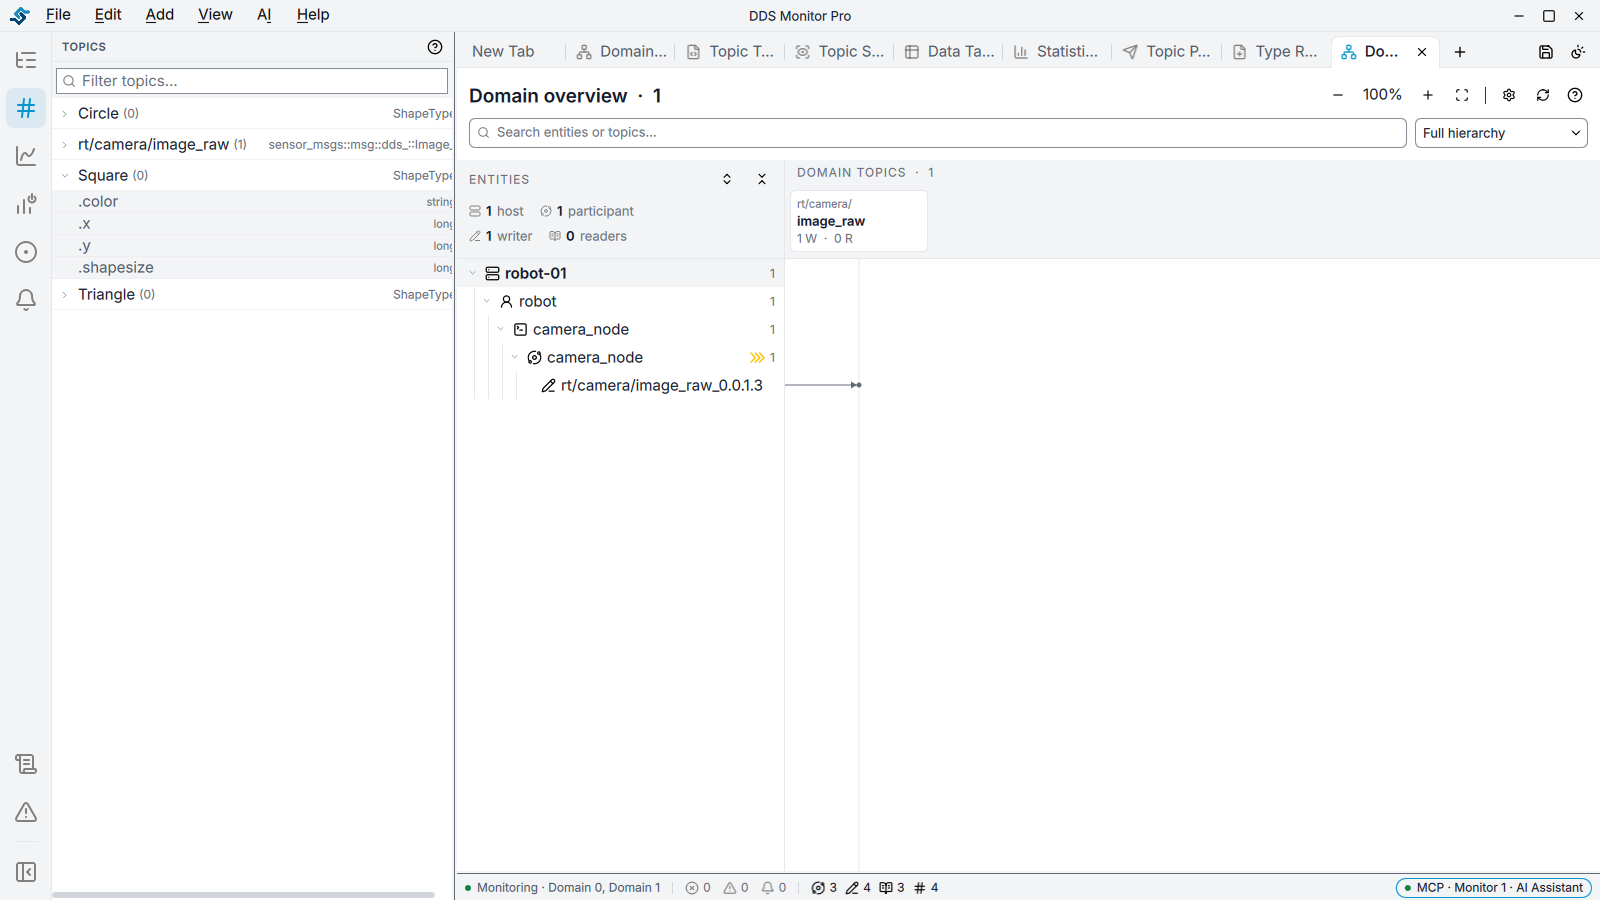 File Edit Add View AI Help
DDS Monitor Pro
TOPICS
Filter topics...
Circle (0) ShapeType
rt/camera/image_raw (1) sensor_msgs::msg::dds_::Image_
Square (0) ShapeType
.color string
.x long
.y long
.shapesize long
Triangle (0) ShapeType
New Tab Domain... Topic T... Topic S... Data Ta... Statisti... Topic P... Type R... Do...
Domain overview · 1
100%
Search entities or topics...
Full hierarchy
ENTITIES
1 host 1 participant
1 writer 0 readers
DOMAIN TOPICS · 1
rt/camera/
image_raw
1 W · 0 R
robot-01 1
robot 1
camera_node 1
camera_node 1
rt/camera/image_raw_0.0.1.3
Monitoring · Domain 0, Domain 1 0 0 0 3 4 3 4
MCP · Monitor 1 · AI Assistant